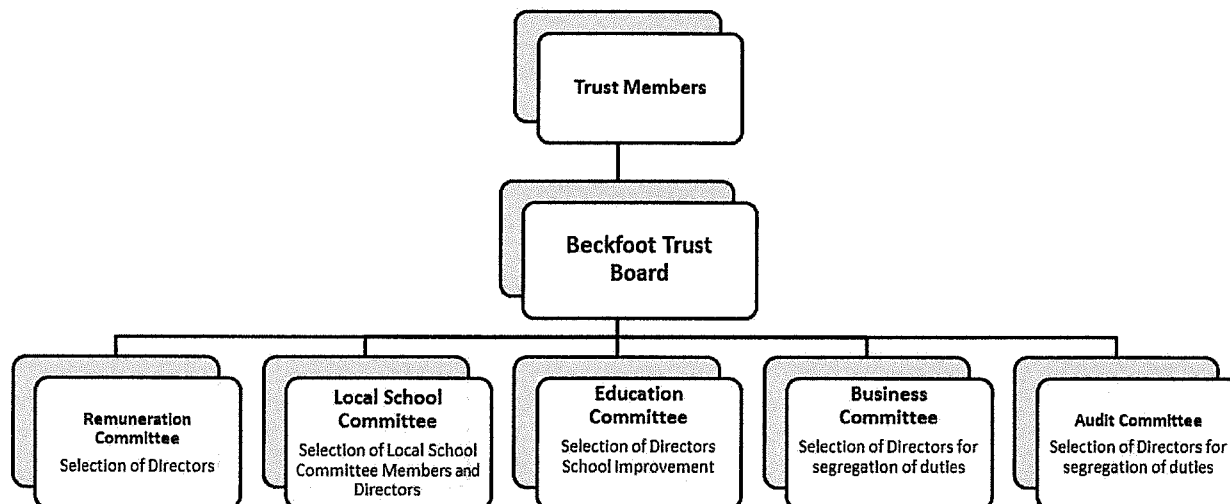 Trust Members
Beckfoot Trust
Board
Remuneration
Committee
Selection of Directors
Local School
Committee
Selection of Local School
Committee Members and
Directors
Education
Committee
Selection of Directors
School Improvement
Business
Committee
Selection of Directors for
segregation of duties
Audit Committee
Selection of Directors for
segregation of duties